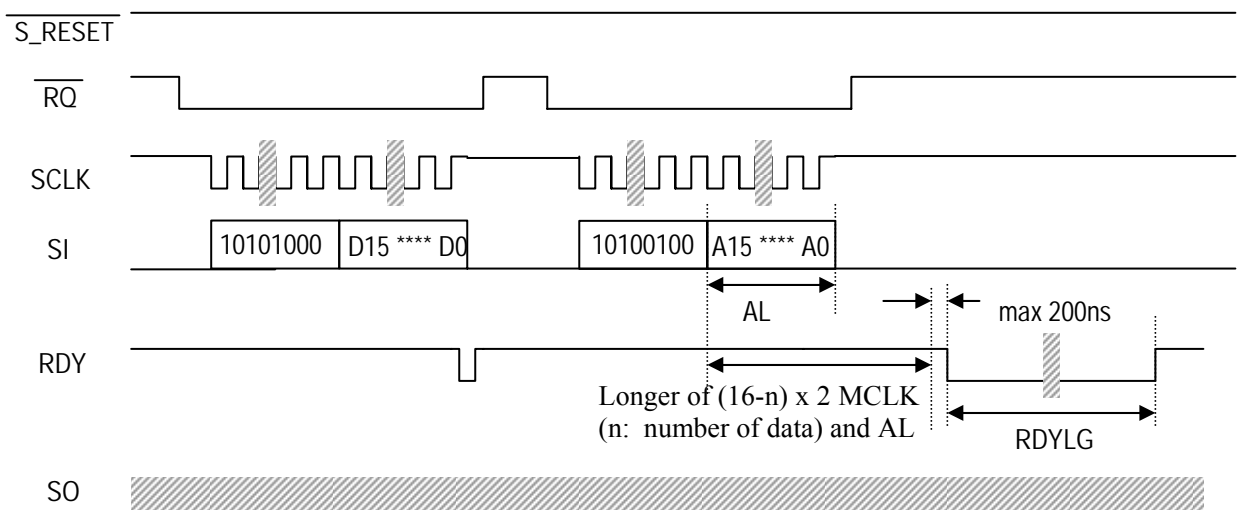 S_RESET
RQ
SCLK
SI
10101000 D15 **** D0
10100100 A15 **** A0
AL
max 200ns
RDY
Longer of (16-n) x 2 MCLK
(n: number of data) and AL
RDYLG
SO